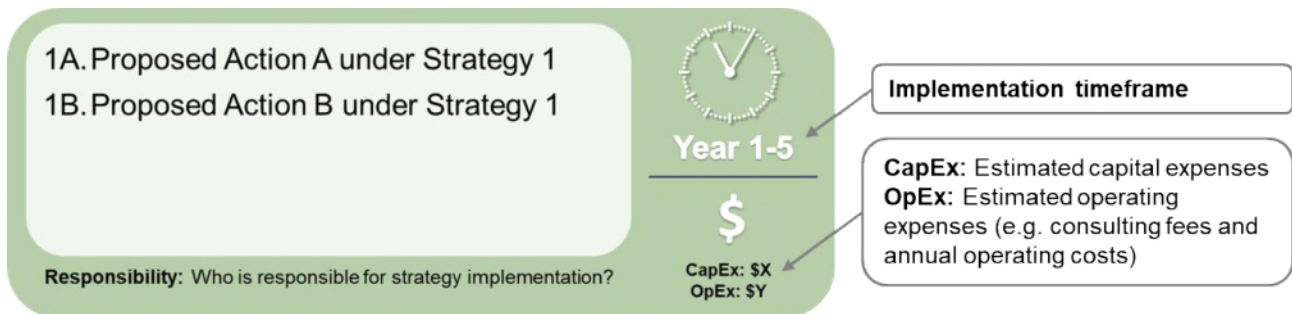 1A. Proposed Action A under Strategy 1
1B. Proposed Action B under Strategy 1
Responsibility: Who is responsible for strategy implementation?
Year 1-5
$
CapEx: $X
OpEx: $Y
Implementation timeframe
CapEx: Estimated capital expenses
OpEx: Estimated operating
expenses (e.g. consulting fees and
annual operating costs)